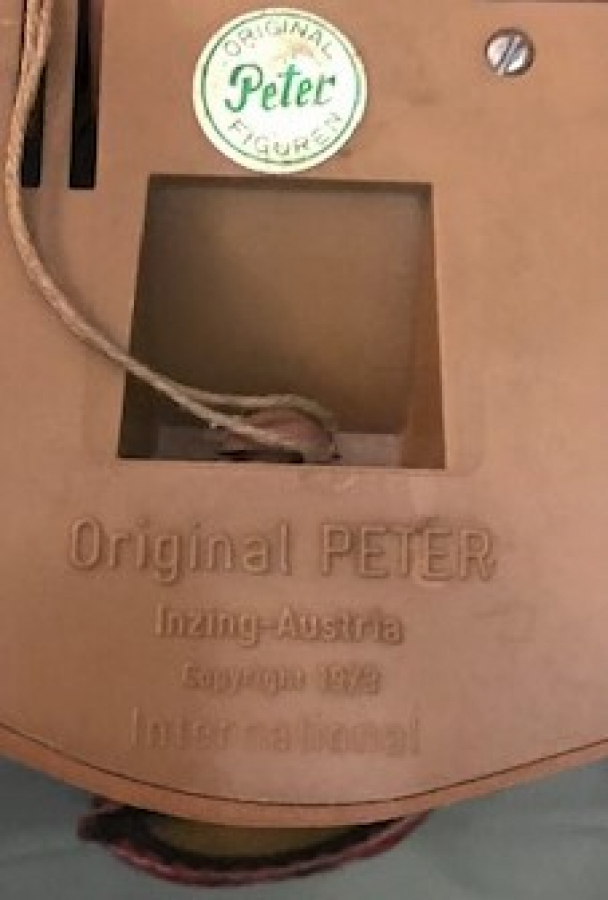 ORIGINAL
Peter
FIGUREN
Original PETER
Inzing-Austria
Copyright 1973
International